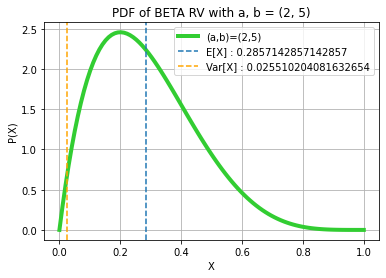 PDF of BETA RV with a, b = (2, 5)
(a,b)=(2,5)
E[X] : 0.2857142857142857
Var[X] : 0.025510204081632654
2.5
2.0
1.5
1.0
0.5
0.0
P(X)
0.0 0.2 0.4 0.6 0.8 1.0
X